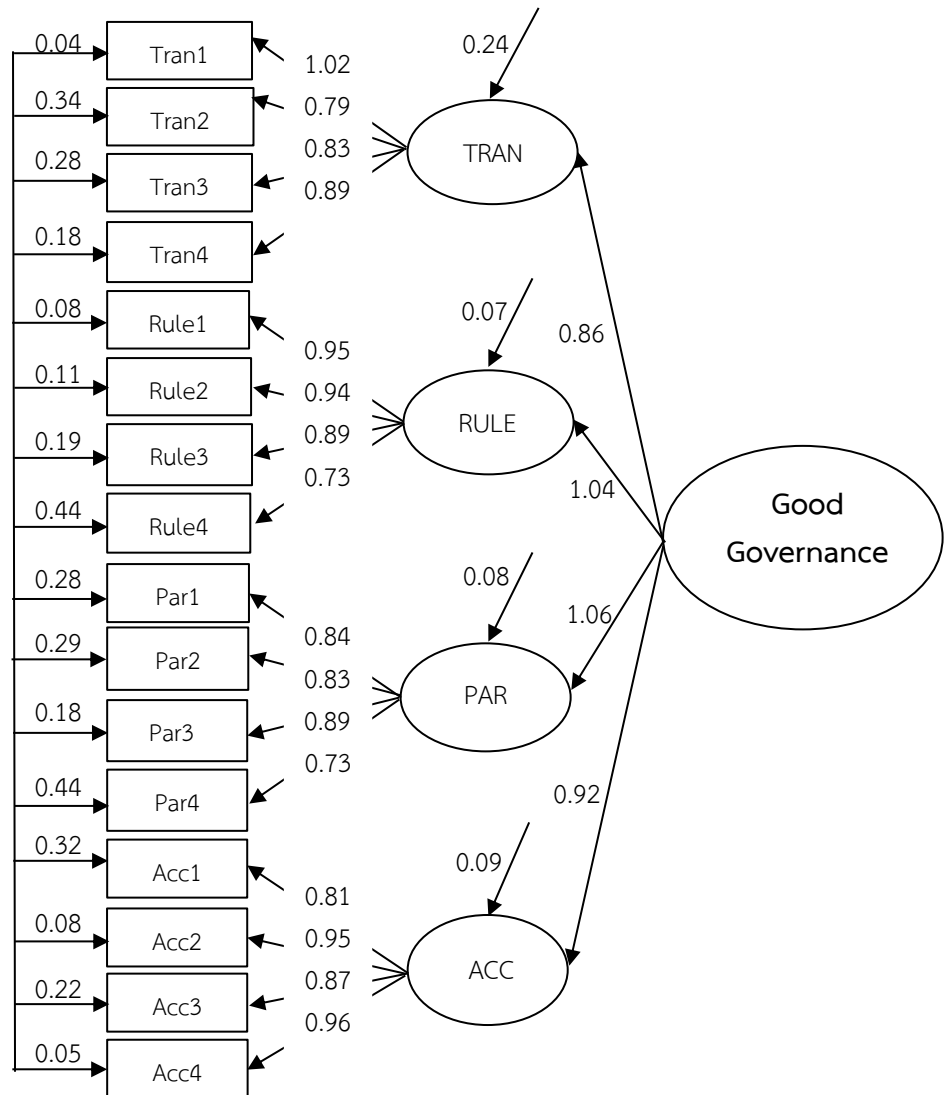 0.04
Tran1
1.02
0.24
0.34
Tran2
0.79
TRAN
0.28
Tran3
0.83
0.89
0.18
Tran4
0.08
Rule1
0.95
0.07
0.86
0.11
Rule2
0.94
RULE
0.19
Rule3
0.89
0.73
0.44
Rule4
1.04
Good
Governance
0.28
Par1
0.84
0.08
1.06
0.29
Par2
0.83
PAR
0.18
Par3
0.89
0.73
0.44
Par4
0.92
0.32
Acc1
0.81
0.09
0.08
Acc2
0.95
ACC
0.22
Acc3
0.87
0.96
0.05
Acc4